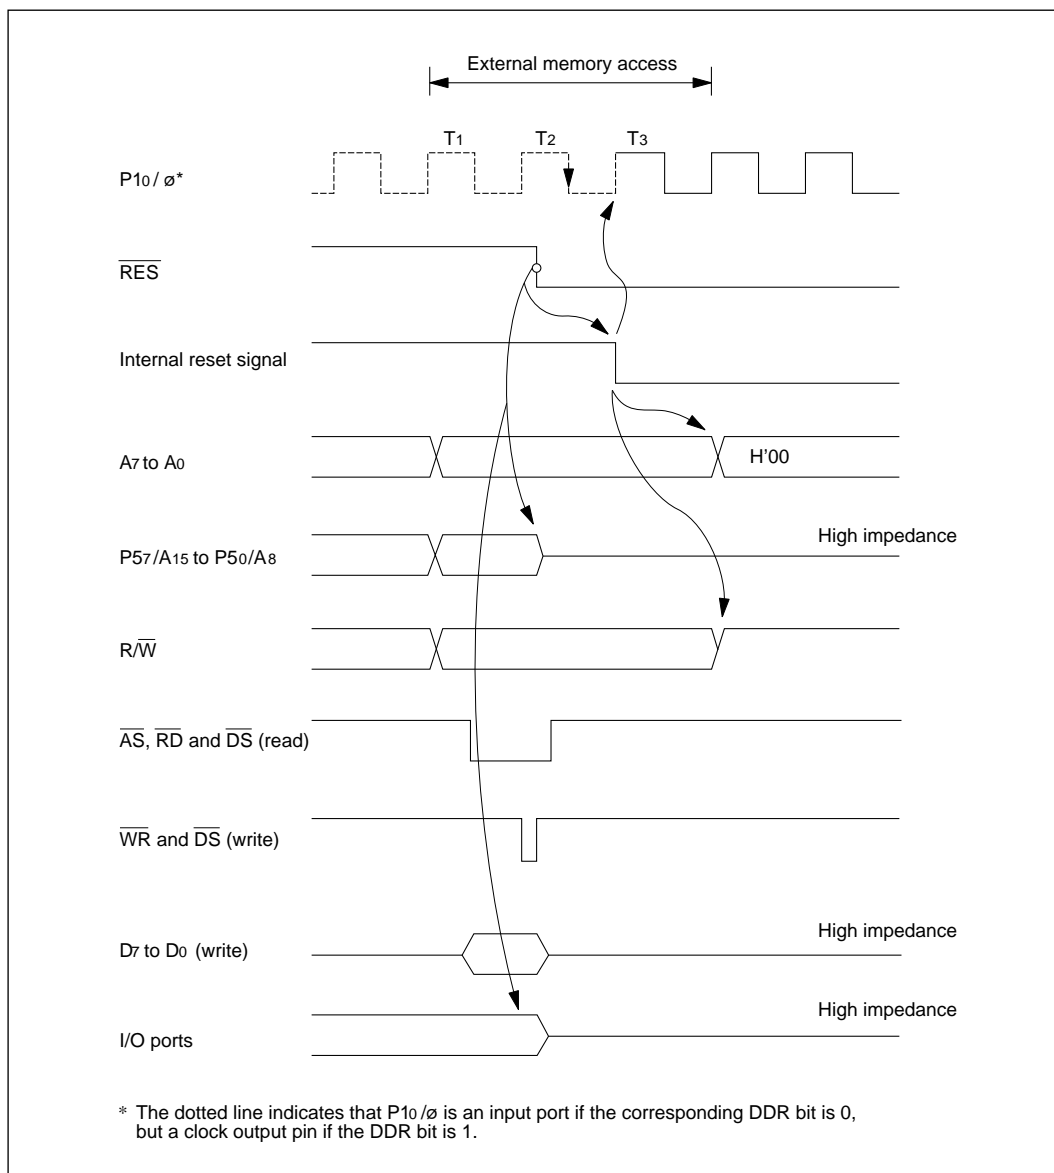 External memory access
T1 T2 T3
P10 / ø*
RES
Internal reset signal
A7 to A0
H'00
P57/A15 to P50/A8
High impedance
R/W
AS, RD and DS (read)
WR and DS (write)
D7 to D0 (write)
High impedance
I/O ports
High impedance
* The dotted line indicates that P10 /ø is an input port if the corresponding DDR bit is 0,
but a clock output pin if the DDR bit is 1.